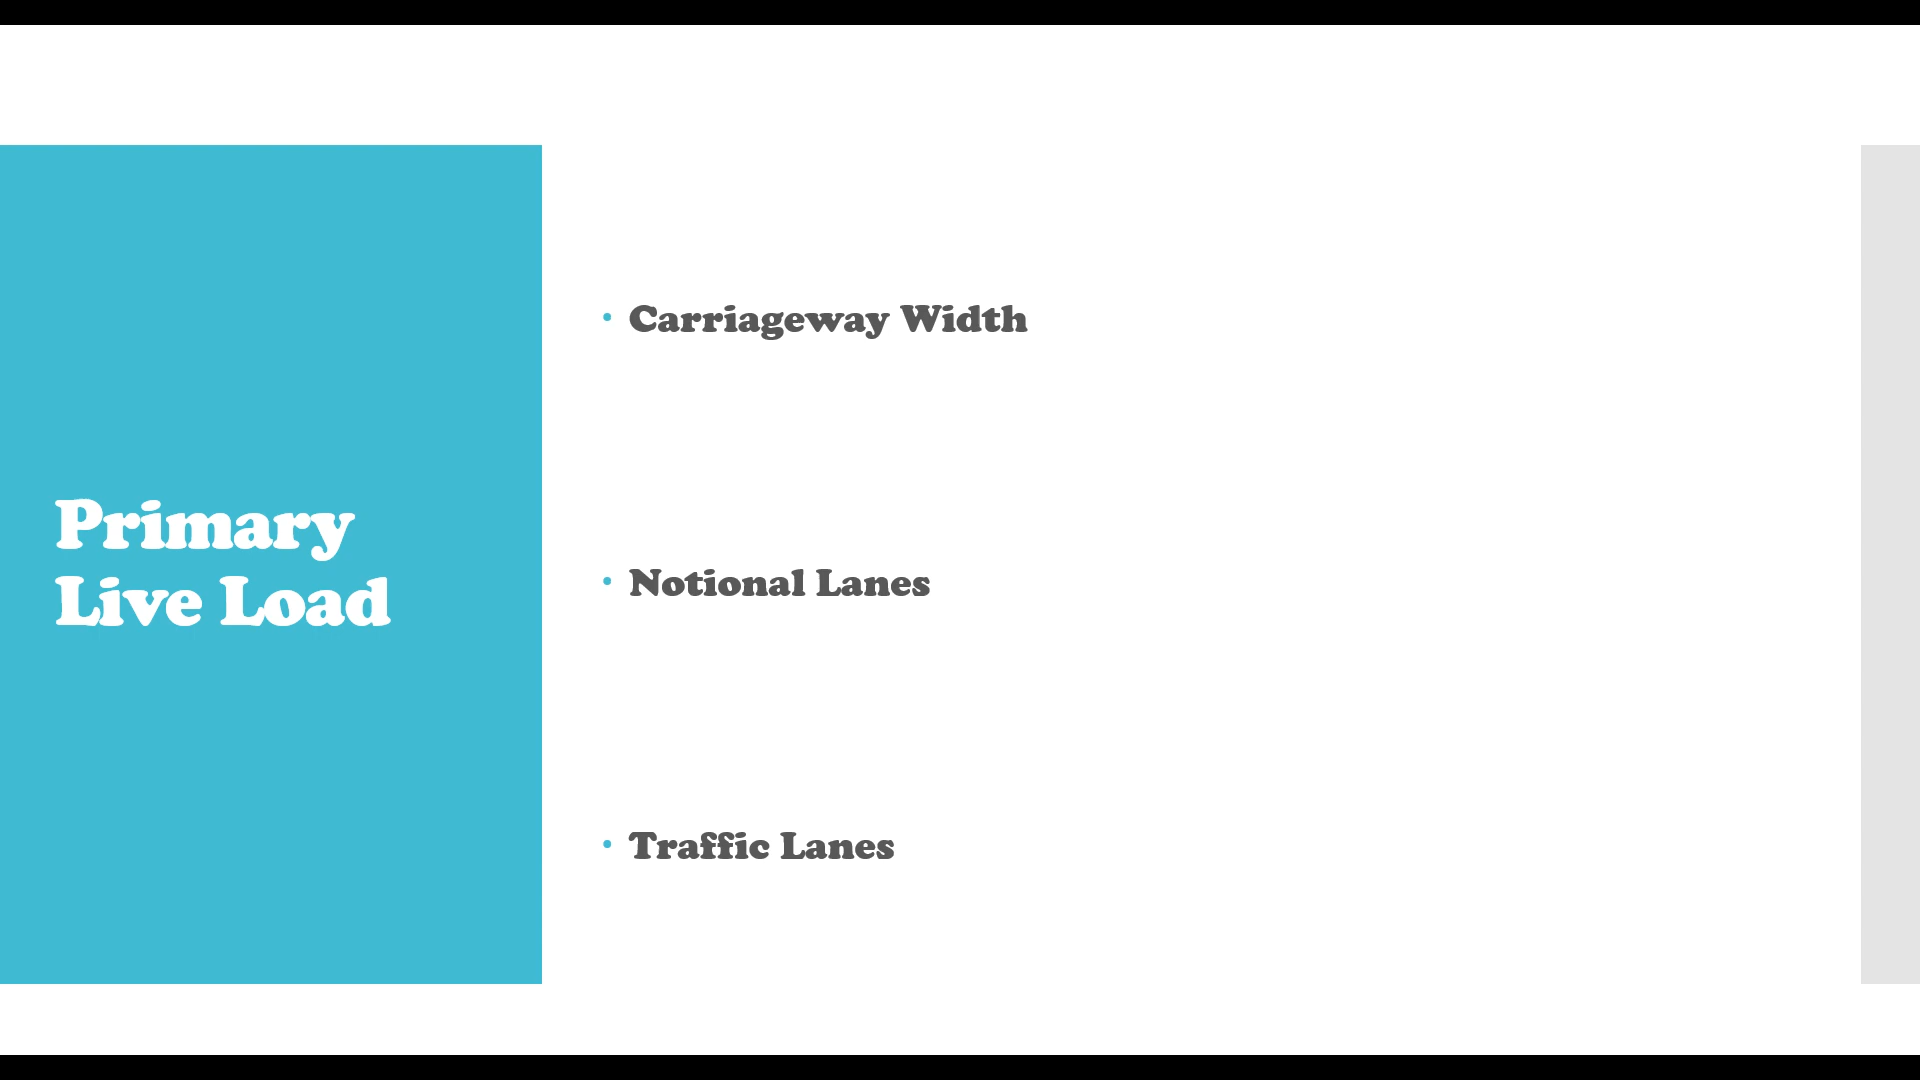 Primary
Live Load
• Carriageway Width
• Notional Lanes
• Traffic Lanes